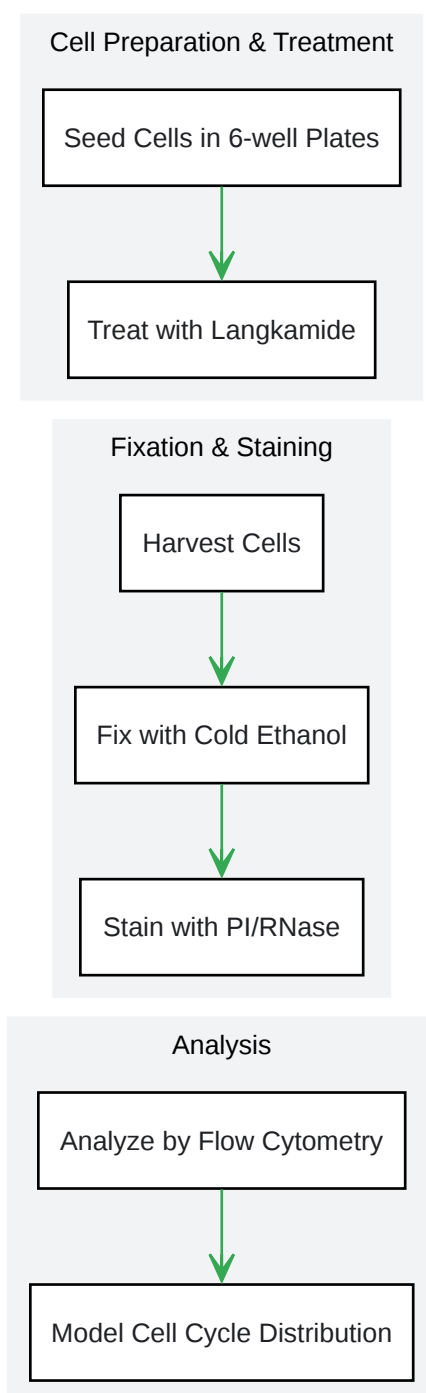 Cell Preparation & Treatment
Seed Cells in 6-well Plates
Treat with Langkamide
Fixation & Staining
Harvest Cells
Fix with Cold Ethanol
Stain with PI/RNase
Analysis
Analyze by Flow Cytometry
Model Cell Cycle Distribution